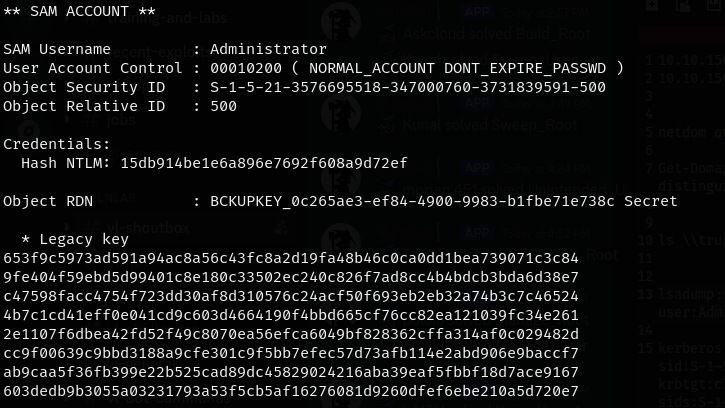 ** SAM ACCOUNT **
SAM Username         : Administrator
User Account Control : 00010200 ( NORMAL_ACCOUNT DONT_EXPIRE_PASSWD )
Object Security ID   : S-1-5-21-3576695518-347000760-3731839591-500
Object Relative ID   : 500
Credentials:
  Hash NTLM: 15db914be1e6a896e7692f608a9d72ef
Object RDN           : BCKUPKEY_0c265ae3-ef84-4900-9983-b1fbe71e738c Secret
  * Legacy key
653f9c5973ad591a94ac8a56c43fc8a2d19fa48b46c0ca0dd1bea739071c3c84
9fe404f59ebd5d99401c8e180c33502ec240c826f7ad8cc4b4bdcb3bda6d38e7
c47598facc4754f723dd30af8d310576c24acf50f693eb2eb32a74b3c7c46524
4b7c1cd41eff0e041cd9c603d4664190f4bbd665cf76cc82ea121039fc34e261
2e1107f6dbea42fd52f49c8070ea56efca6049bf828362cffa314af0c029482d
cc9f00639c9bbd3188a9cfe301c9f5bb7efec57d73afb114e2abd906e9baccf7
ab9caa5f36fb399e22b525cad89dc45829024216aba39eaf5fbbf18d7ace9167
603dedb9b3055a03231793a53f5cb5af16276081d9260dfef6ebe210a5d720e7